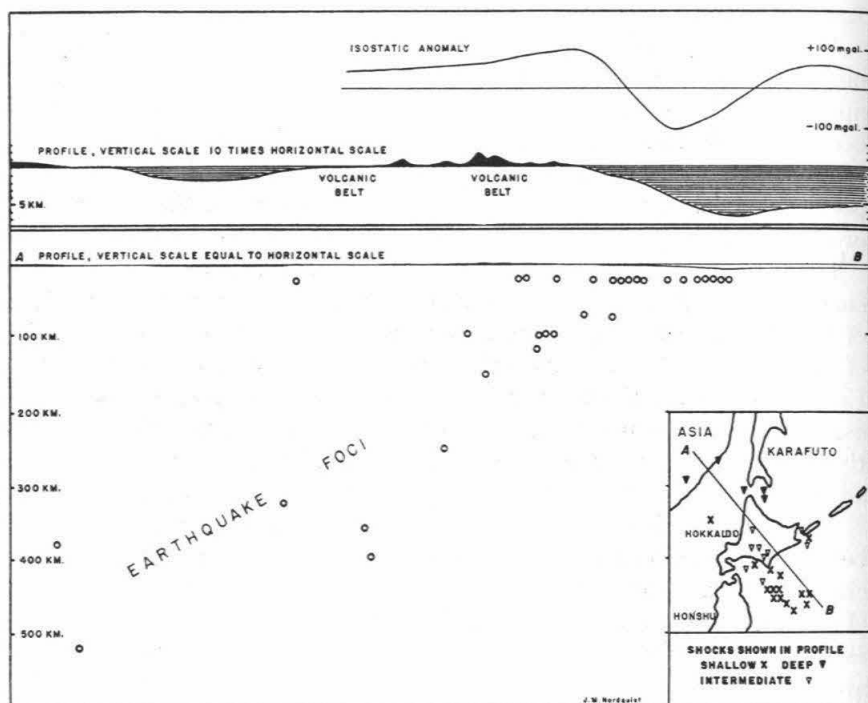 ISOSTATIC ANOMALY
+100 mgal.
-100 mgal.
PROFILE, VERTICAL SCALE 10 TIMES HORIZONTAL SCALE
VOLCANIC BELT
VOLCANIC BELT
5 KM.
A PROFILE, VERTICAL SCALE EQUAL TO HORIZONTAL SCALE B
100 KM.
200 KM.
300 KM.
400 KM.
500 KM.
EARTHQUAKE FOCI
ASIA
A
KARAFUTO
HOKKAIDO
HONSHU
B
SHOCKS SHOWN IN PROFILE
SHALLOW X DEEP ▼
INTERMEDIATE ▽
J. M. Nordquist